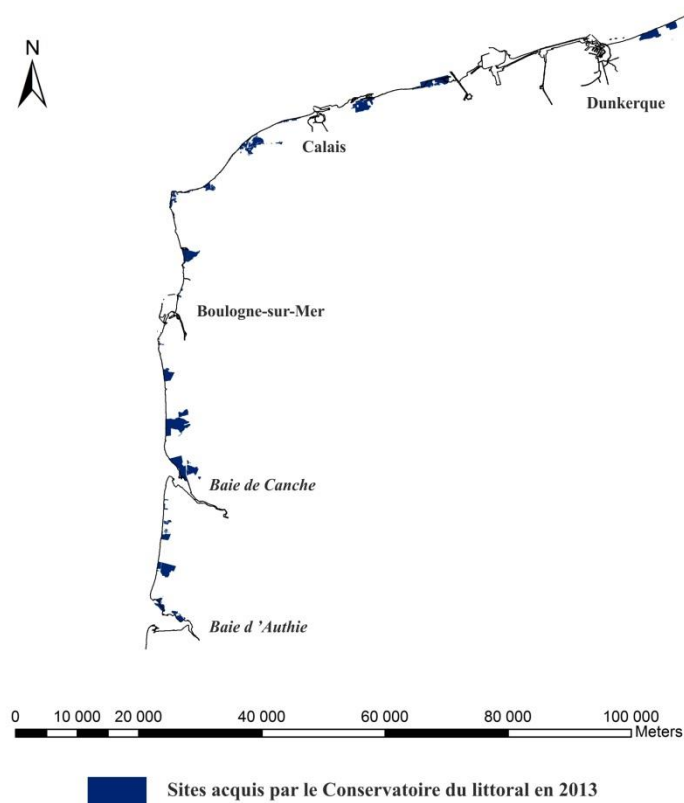 N
Dunkerque
Calais
Boulogne-sur-Mer
Baie de Canche
Baie d ’Authie
0 10 000 20 000 40 000 60 000 80 000 100 000
Meters
Sites acquis par le Conservatoire du littoral en 2013